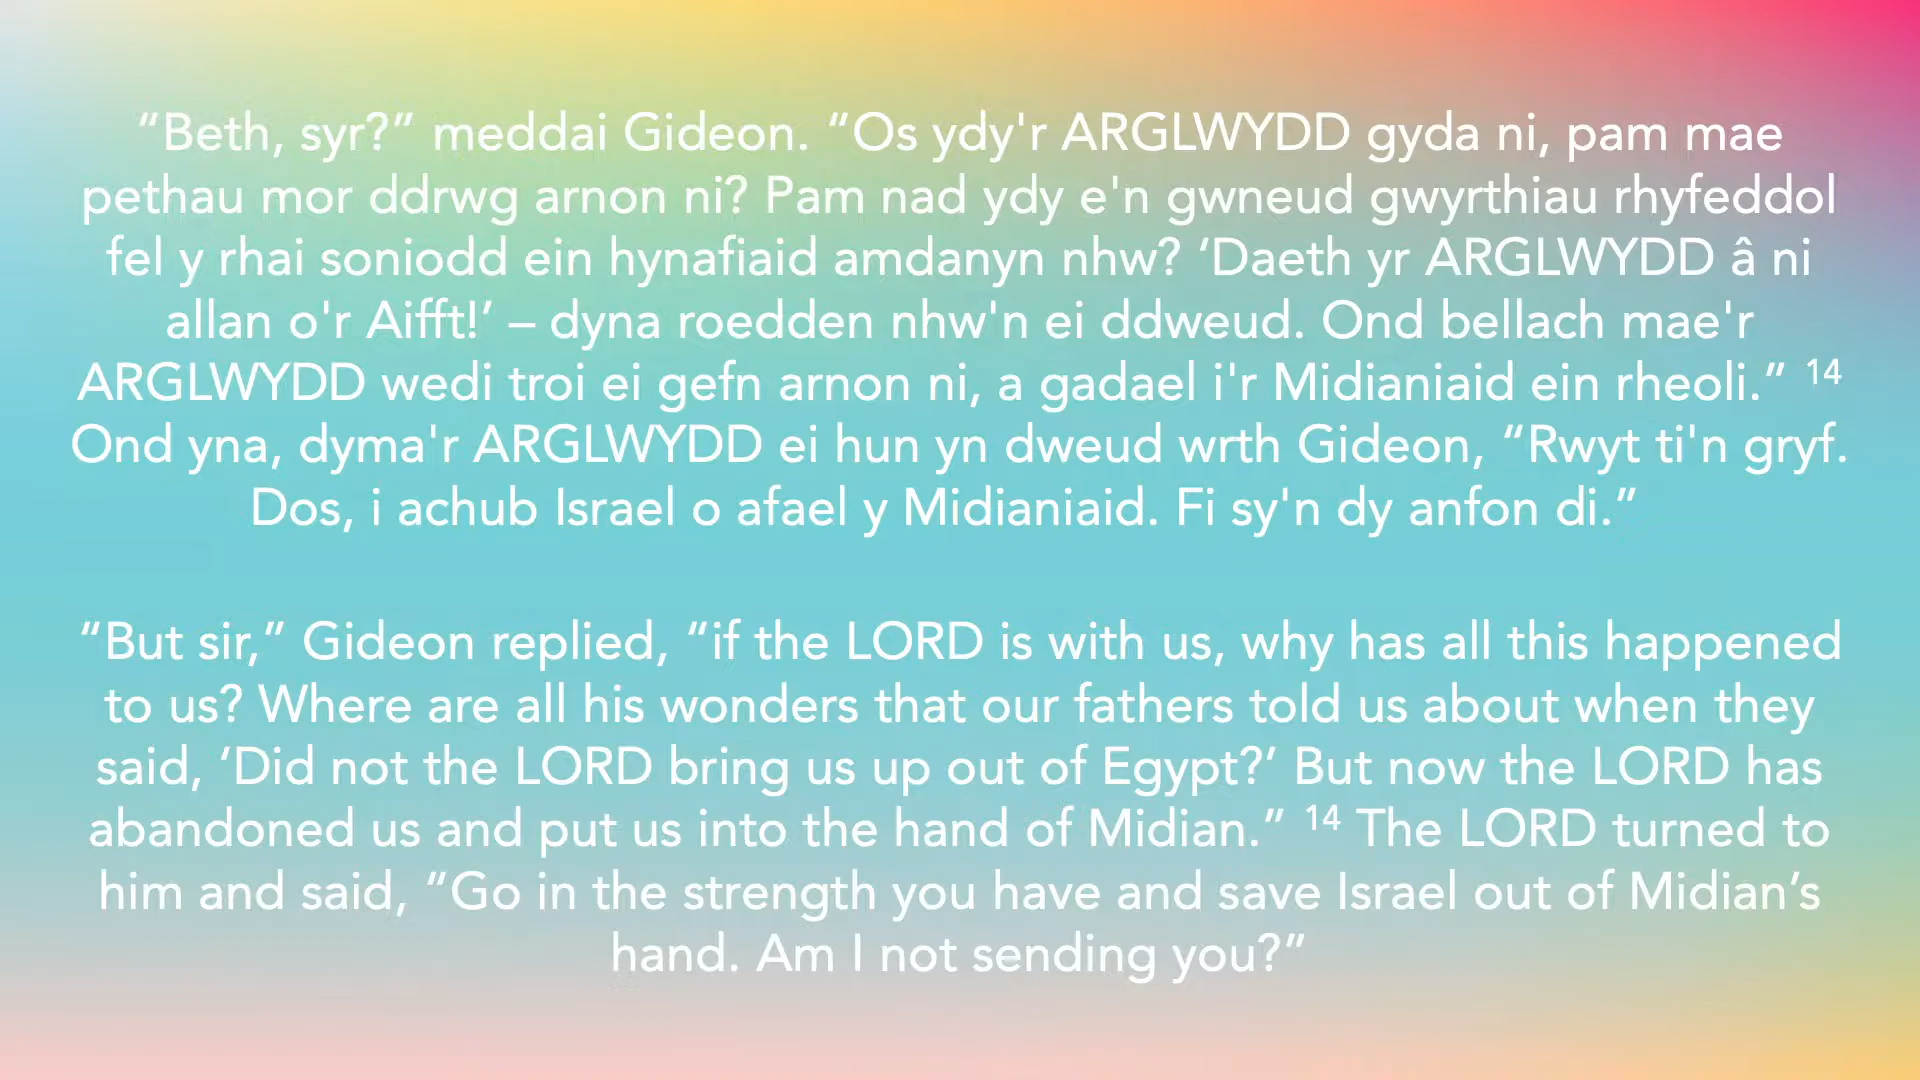 “Beth, syr?” meddai Gideon. “Os ydy'r ARGLWYDD gyda ni, pam mae
pethau mor ddrwg arnon ni? Pam nad ydy e'n gwneud gwyrthiau rhyfeddol
fel y rhai soniodd ein hynafiaid amdanyn nhw? ‘Daeth yr ARGLWYDD â ni
allan o'r Aifft!’ – dyna roedden nhw'n ei ddweud. Ond bellach mae'r
ARGLWYDD wedi troi ei gefn arnon ni, a gadael i'r Midianiaid ein rheoli.” ¹⁴
Ond yna, dyma'r ARGLWYDD ei hun yn dweud wrth Gideon, “Rwyt ti'n gryf.
Dos, i achub Israel o afael y Midianiaid. Fi sy'n dy anfon di.”
“But sir,” Gideon replied, “if the LORD is with us, why has all this happened
to us? Where are all his wonders that our fathers told us about when they
said, ‘Did not the LORD bring us up out of Egypt?’ But now the LORD has
abandoned us and put us into the hand of Midian.” ¹⁴ The LORD turned to
him and said, “Go in the strength you have and save Israel out of Midian’s
hand. Am I not sending you?”